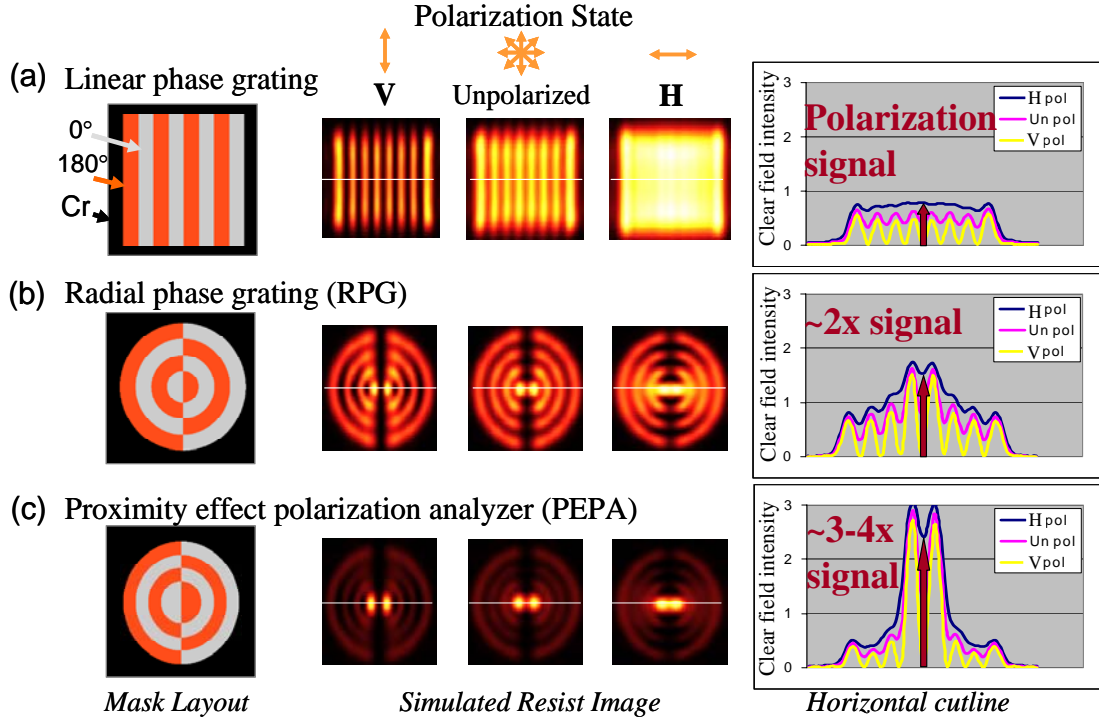 Polarization State
(a) Linear phase grating
V
Unpolarized
H
0°
180°
Cr
Clear field intensity
3
2
1
0
Polarization
signal
H pol
Un pol
V pol
(b) Radial phase grating (RPG)
Clear field intensity
3
2
1
0
~2x signal
H pol
Un pol
V pol
(c) Proximity effect polarization analyzer (PEPA)
Clear field intensity
3
2
1
0
~3-4x
signal
H pol
Un pol
V pol
Mask Layout
Simulated Resist Image
Horizontal cutline